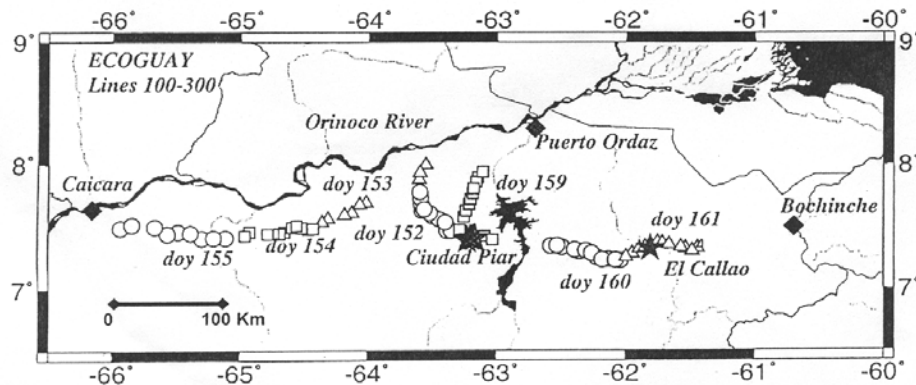 -66° -65° -64° -63° -62° -61° -60°
9° 9°
ECOGUAY
Lines 100-300
Orinoco River
Puerto Ordaz
8° 8°
Caicara
doy 153
doy 159
Bochinche
doy 152
doy 161
doy 154
doy 155
Ciudad Piar
El Callao
doy 160
7° 7°
0 100 Km
-66° -65° -64° -63° -62° -61° -60°